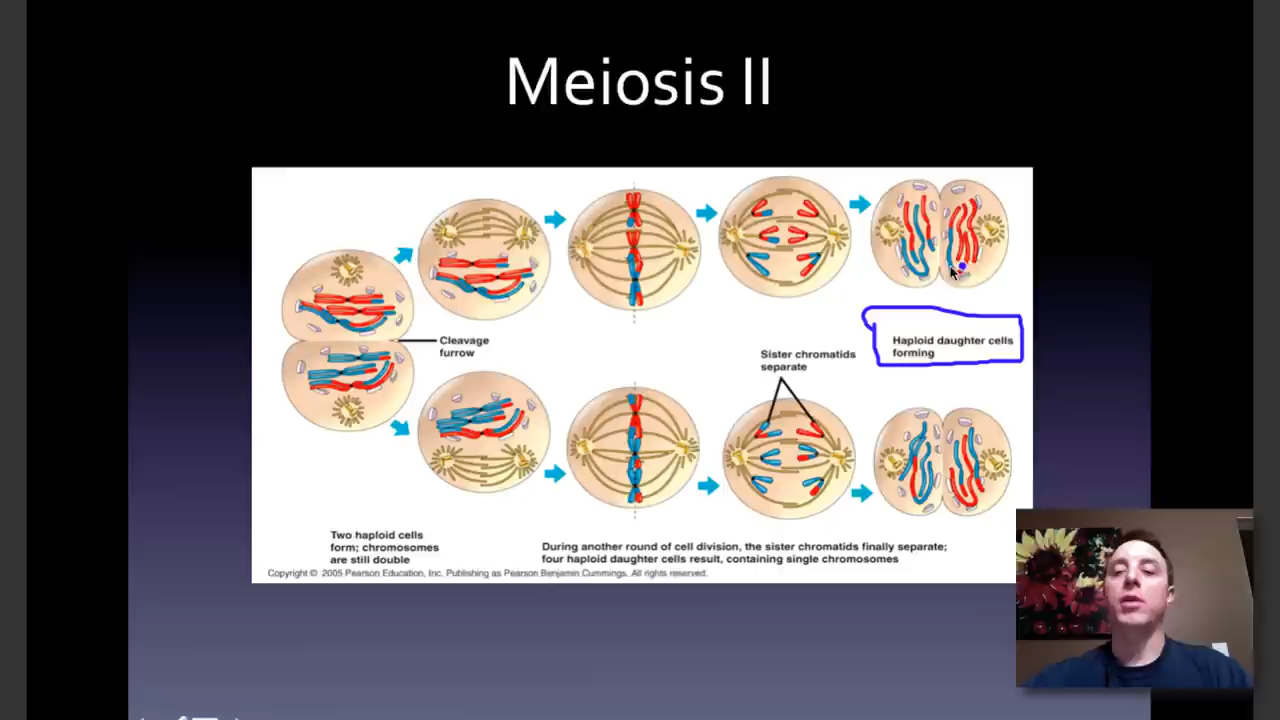 Meiosis II
Cleavage
furrow
Sister chromatids
separate
Haploid daughter cells
forming
Two haploid cells
form; chromosomes
are still double
During another round of cell division, the sister chromatids finally separate;
four haploid daughter cells result, containing single chromosomes
Copyright © 2005 Pearson Education, Inc. Publishing as Pearson Benjamin Cummings. All rights reserved.